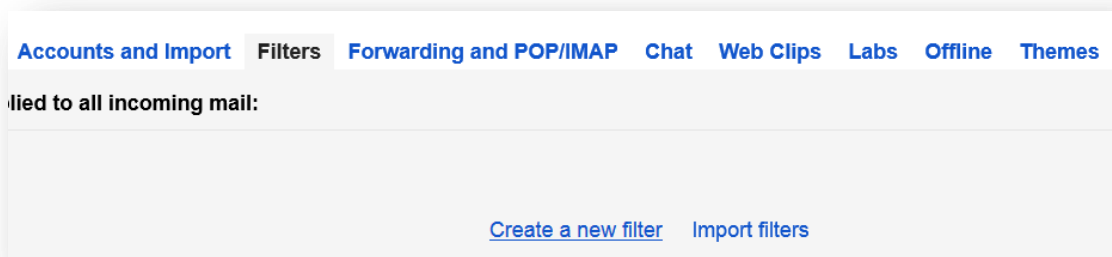 Accounts and Import Filters Forwarding and POP/IMAP Chat Web Clips Labs Offline Themes
lied to all incoming mail:
Create a new filter Import filters